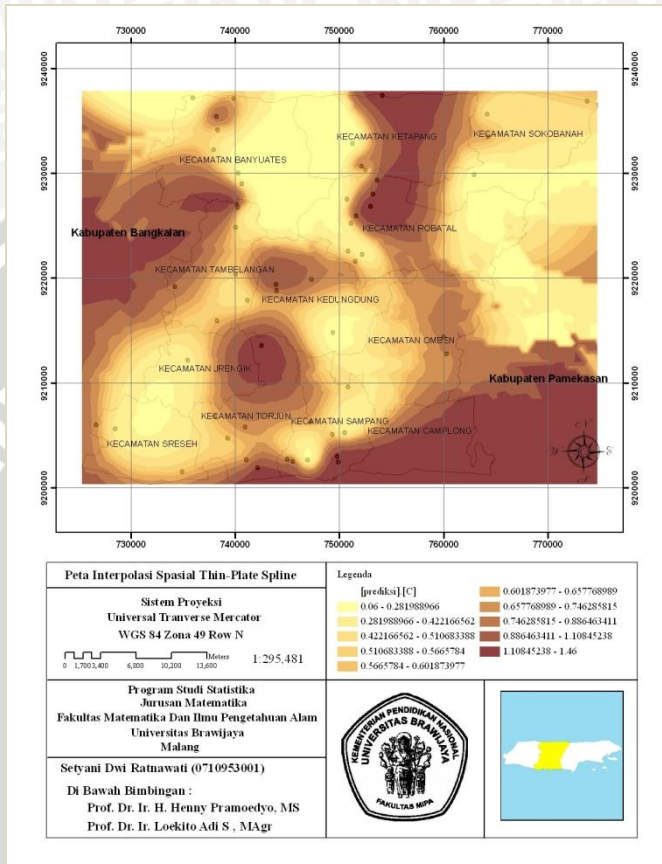 730000 740000 750000 760000 770000
9240000 9240000
KECAMATAN KETAPANG
KECAMATAN SOKOBANAH
KECAMATAN BANYUATES
9230000 9230000
Kabupaten Bangkalan
KECAMATAN ROBATAL
KECAMATAN TAMBELANGAN
9220000 9220000
KECAMATAN KEDUNGDUNG
KECAMATAN OMBEN
KECAMATAN JRENGIK
9210000 9210000
Kabupaten Pamekasan
KECAMATAN TORJUN
KECAMATAN SAMPANG
KECAMATAN CAMPLONG
KECAMATAN SRESEH
9200000 9200000
730000 740000 750000 760000 770000
Peta Interpolasi Spasial Thin-Plate Spline
Sistem Proyeksi
Universal Tranverse Mercator
WGS 84 Zona 49 Row N
Meters
0 1,700 3,400 6,800 10,200 13,600
1:295,481
Legenda
[prediksi].[C]
0.06 - 0.281988966
0.281988966 - 0.422166562
0.422166562 - 0.510683388
0.510683388 - 0.5665784
0.5665784 - 0.601873977
0.601873977 - 0.657768989
0.657768989 - 0.746285815
0.746285815 - 0.886463411
0.886463411 - 1.10845238
1.10845238 - 1.46
Program Studi Statistika
Jurusan Matematika
Fakultas Matematika Dan Ilmu Pengetahuan Alam
Universitas Brawijaya
Malang
Setyani Dwi Ratnawati (0710953001)
Di Bawah Bimbingan :
Prof. Dr. Ir. H. Henny Pramoedyo, MS
Prof. Dr. Ir. Loekito Adi S , MAgr
KEMENTERIAN PENDIDIKAN NASIONAL
UNIVERSITAS BRAWIJAYA
FAKULTAS MIPA